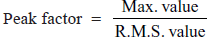 Peak factor = Max. value / R.M.S. value